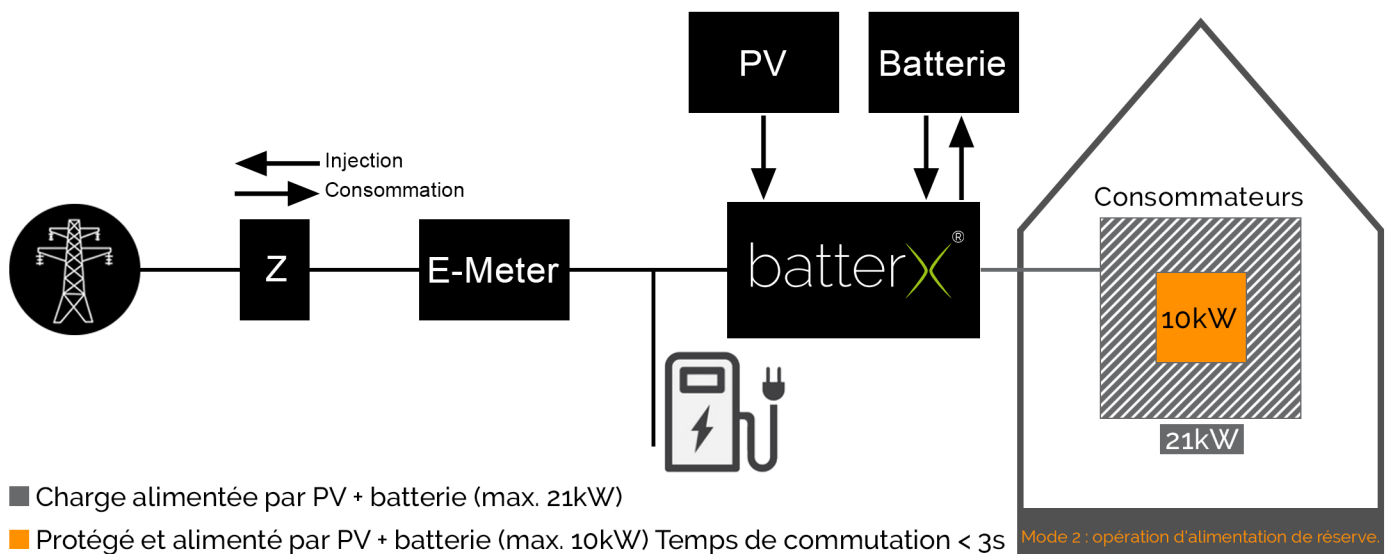 PV
Batterie
Injection
Consommation
Consommateurs
Z
E-Meter
batterX®
10kW
21kW
Charge alimentée par PV + batterie (max. 21kW)
Protégé et alimenté par PV + batterie (max. 10kW) Temps de commutation < 3s
Mode 2 : opération d'alimentation de réserve.